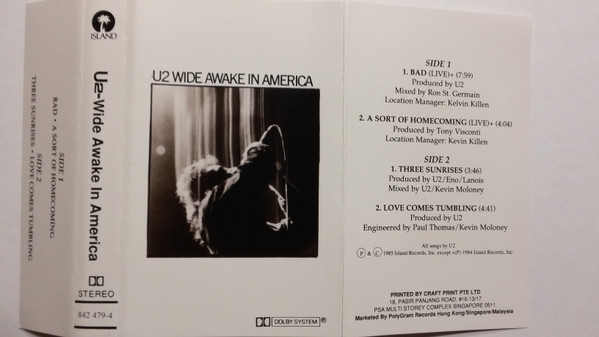 ISLAND
U2-Wide Awake In America
SIDE 1
BAD • A SORT OF HOMECOMING
SIDE 2
THREE SUNRISES • LOVE COMES TUMBLING
STEREO
842 479-4
U2 WIDE AWAKE IN AMERICA
DOLBY SYSTEM®
SIDE 1
1. BAD (LIVE)+ (7:59)
Produced by U2
Mixed by Ron St. Germain
Location Manager: Kelvin Killen
2. A SORT OF HOMECOMING (LIVE)+ (4:04)
Produced by Tony Visconti
Location Manager: Kevin Killen
SIDE 2
1. THREE SUNRISES (3:46)
Produced by U2/Eno/Lanois
Mixed by U2/Kevin Moloney
2. LOVE COMES TUMBLING (4:41)
Produced by U2
Engineered by Paul Thomas/Kevin Moloney
All songs by U2
Ⓟ & Ⓒ 1985 Island Records, Inc. except +(P) 1984 Island Records, Inc.
PRINTED BY CRAFT PRINT PTE LTD
18, PASIR PANJANG ROAD, #16-13/17
PSA MULTI STOREY COMPLEX SINGAPORE 0511
Marketed By PolyGram Records Hong Kong/Singapore/Malaysia